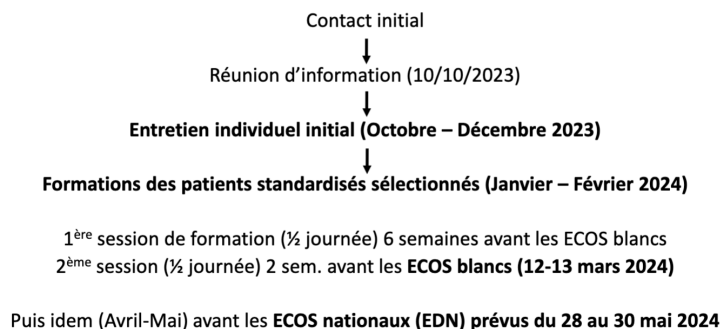 Contact initial
Réunion d’information (10/10/2023)
Entretien individuel initial (Octobre – Décembre 2023)
Formations des patients standardisés sélectionnés (Janvier – Février 2024)
1ère session de formation (½ journée) 6 semaines avant les ECOS blancs
2ème session (½ journée) 2 sem. avant les ECOS blancs (12-13 mars 2024)
Puis idem (Avril-Mai) avant les ECOS nationaux (EDN) prévus du 28 au 30 mai 2024